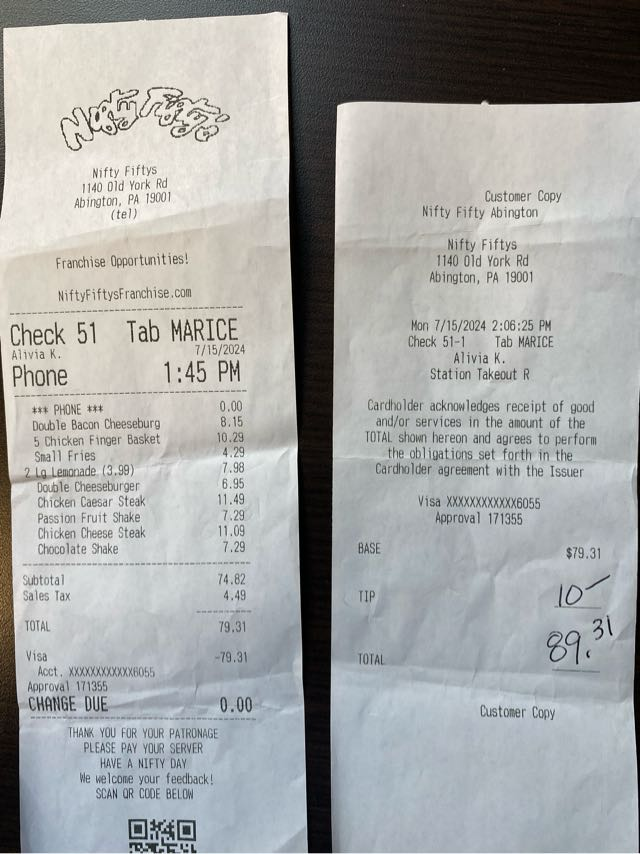 Nifty Fifty's
Nifty Fiftys
1140 Old York Rd
Abington, PA 19001
(tel)
Franchise Opportunities!
NiftyFiftysFranchise.com
Check 51 Tab MARICE
Alivia K. 7/15/2024
Phone 1:45 PM
*** PHONE *** 0.00
Double Bacon Cheeseburg 8.15
5 Chicken Finger Basket 10.29
Small Fries 4.29
2 Lg Lemonade (3.99) 7.98
Double Cheeseburger 6.95
Chicken Caesar Steak 11.49
Passion Fruit Shake 7.29
Chicken Cheese Steak 11.09
Chocolate Shake 7.29
Subtotal 74.82
Sales Tax 4.49
TOTAL 79.31
Visa -79.31
Acct. XXXXXXXXXXXX6055
Approval 171355
CHANGE DUE 0.00
THANK YOU FOR YOUR PATRONAGE
PLEASE PAY YOUR SERVER
HAVE A NIFTY DAY
We welcome your feedback!
SCAN QR CODE BELOW
Customer Copy
Nifty Fifty Abington
Nifty Fiftys
1140 Old York Rd
Abington, PA 19001
Mon 7/15/2024 2:06:25 PM
Check 51-1 Tab MARICE
Alivia K.
Station Takeout R
Cardholder acknowledges receipt of good
and/or services in the amount of the
TOTAL shown hereon and agrees to perform
the obligations set forth in the
Cardholder agreement with the Issuer
Visa XXXXXXXXXXXX6055
Approval 171355
BASE $79.31
TIP 10-
TOTAL 89.31
Customer Copy